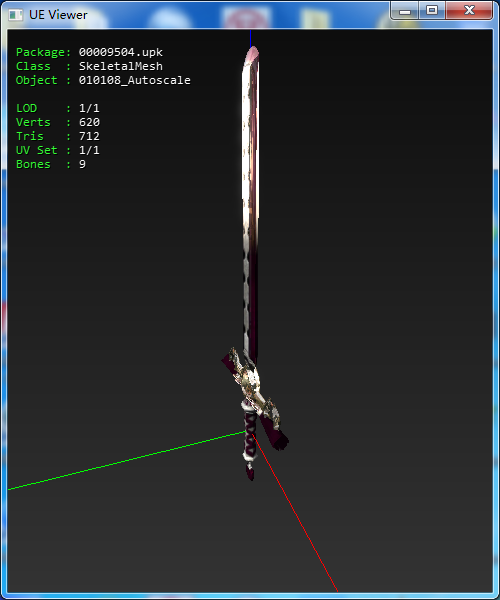 UE Viewer
Package: 00009504.upk
Class : SkeletalMesh
Object : 010108_Autoscale
LOD : 1/1
Verts : 620
Tris : 712
UV Set : 1/1
Bones : 9